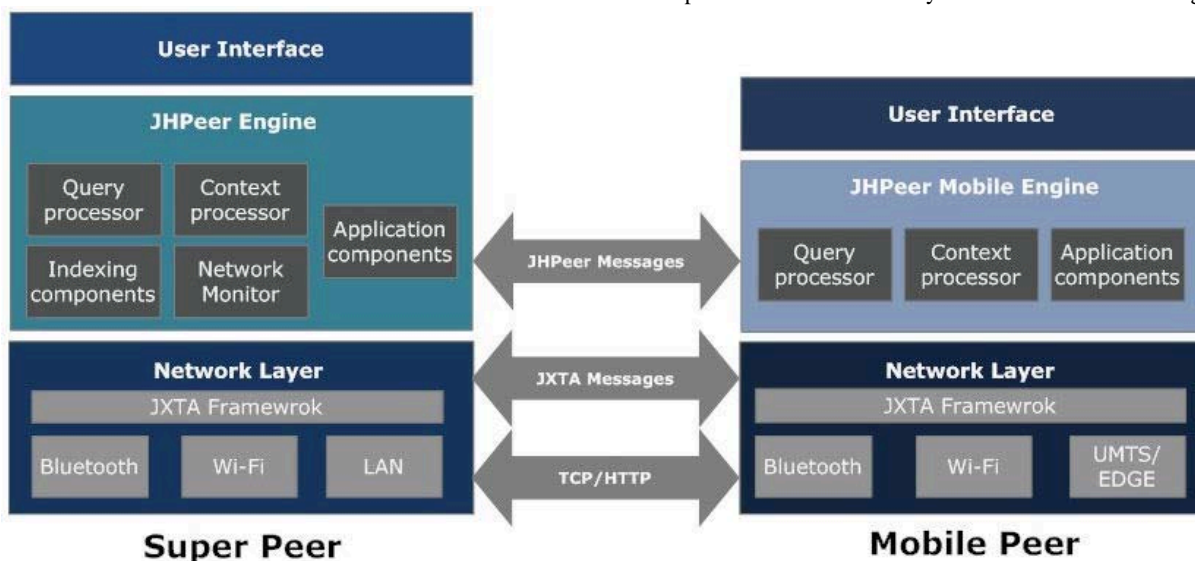 User Interface
JHPeer Engine
Query
processor
Context
processor
Application
components
Indexing
components
Network
Monitor
Network Layer
JXTA Framewrok
Bluetooth
Wi-Fi
LAN
Super Peer
JHPeer Messages
JXTA Messages
TCP/HTTP
User Interface
JHPeer Mobile Engine
Query
processor
Context
processor
Application
components
Network Layer
JXTA Framewrok
Bluetooth
Wi-Fi
UMTS/
EDGE
Mobile Peer